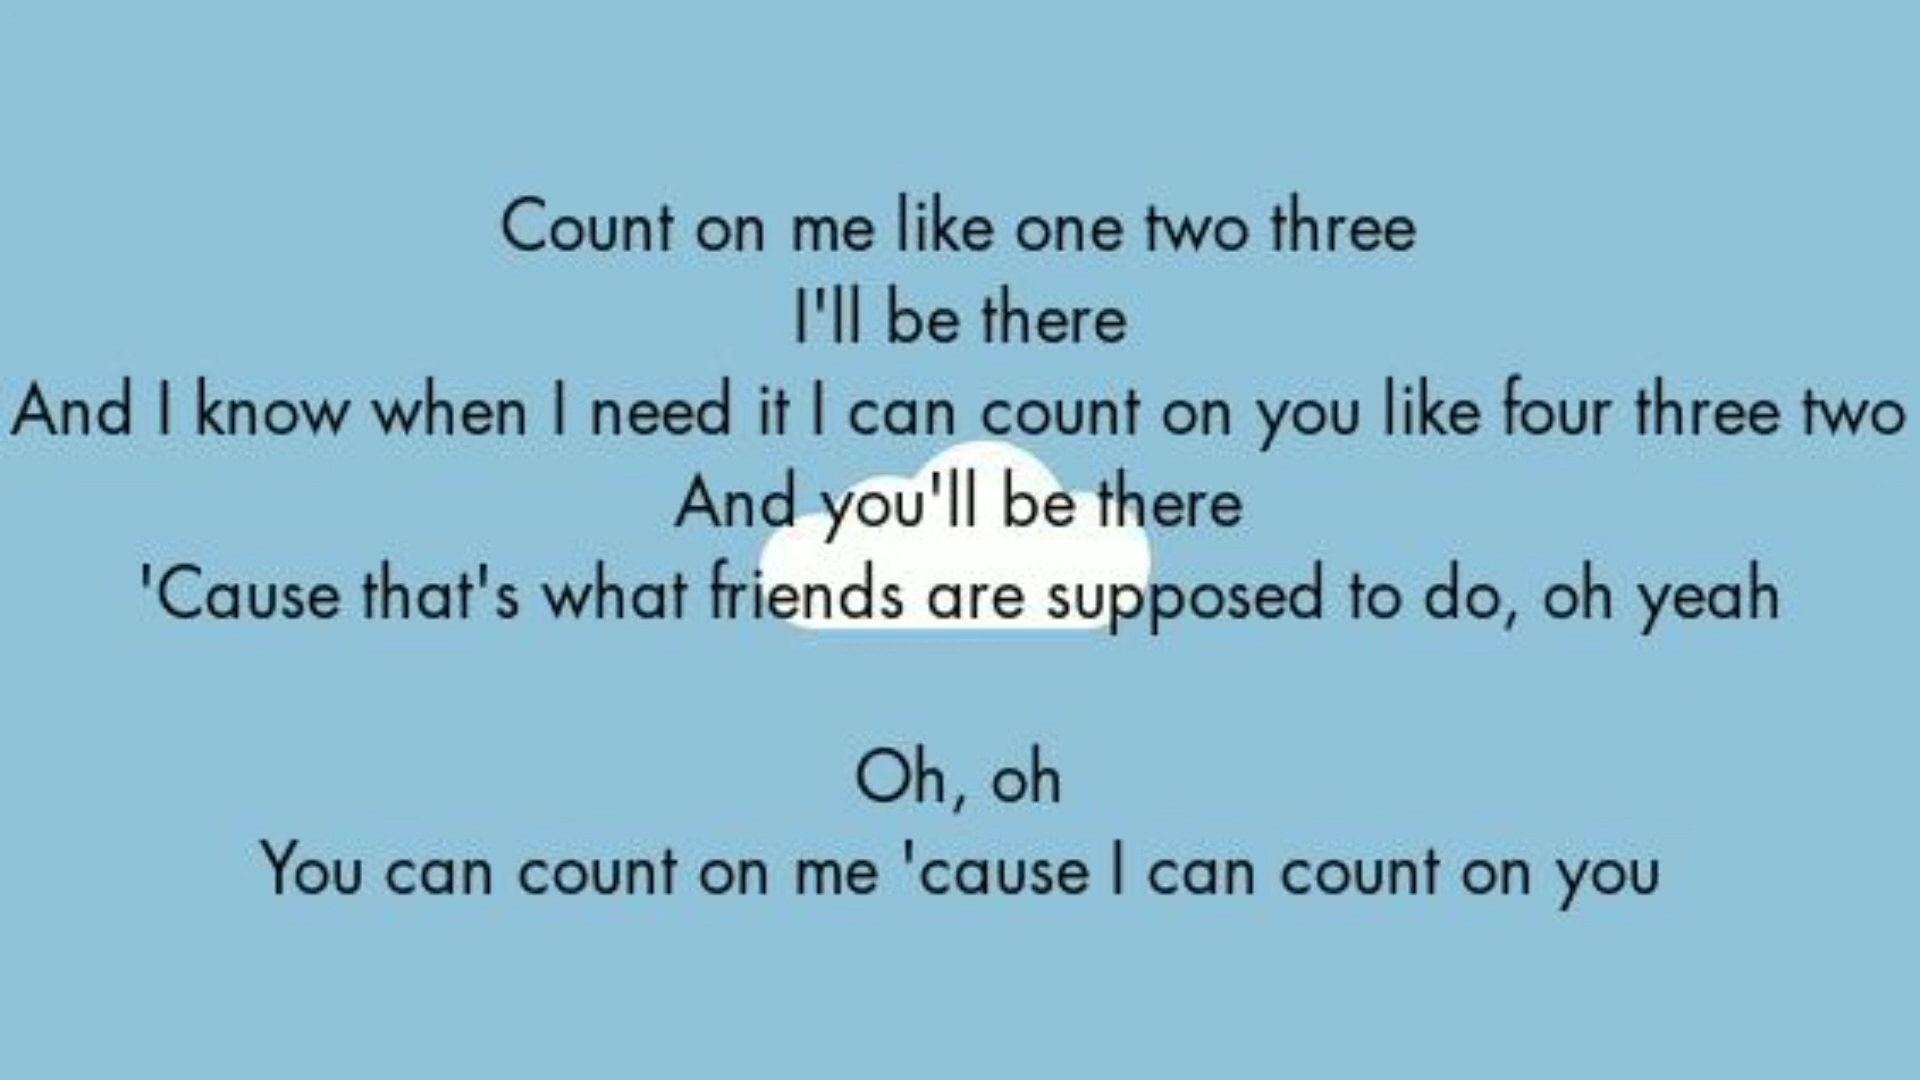 Count on me like one two three
I'll be there
And I know when I need it I can count on you like four three two
And you'll be there
'Cause that's what friends are supposed to do, oh yeah
Oh, oh
You can count on me 'cause I can count on you